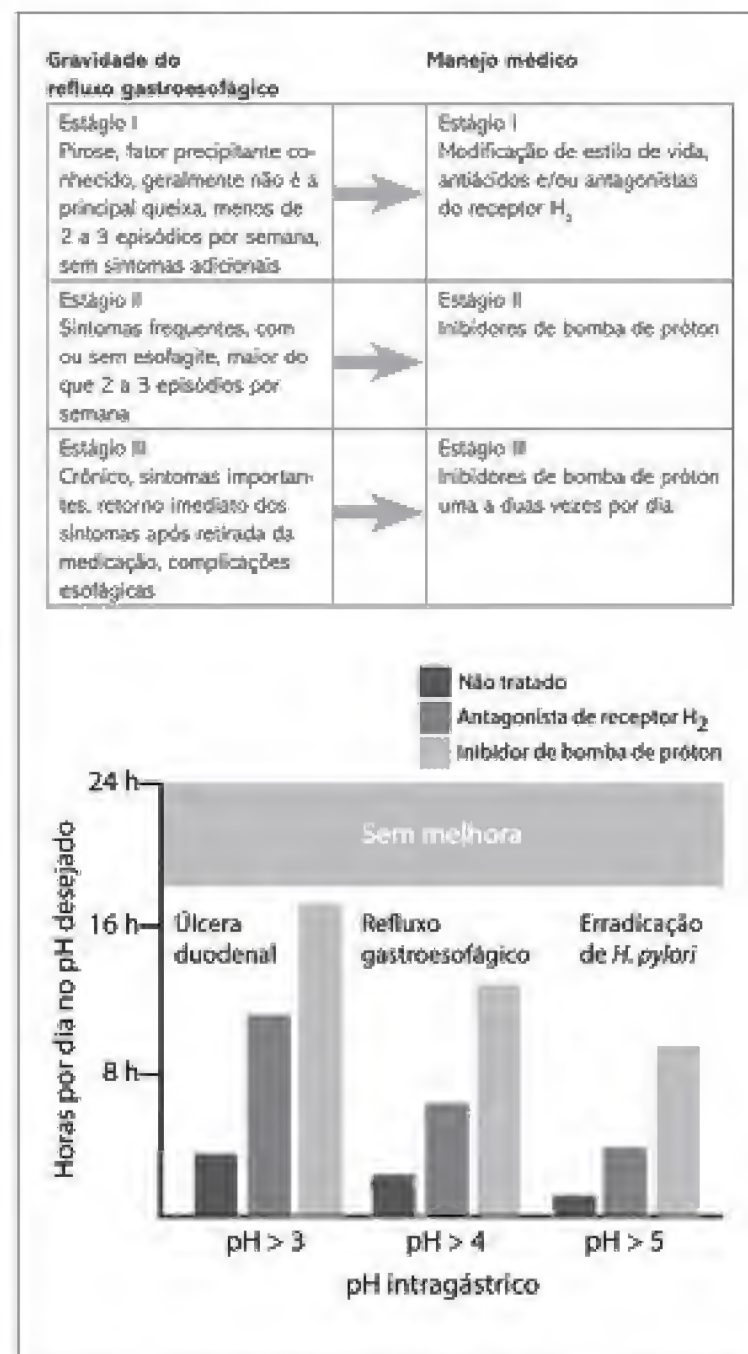 Gravidade do
refluxo gastroesofágico
Manejo médico
Estágio I
Pirose, fator precipitante co-
nhecido, geralmente não é a
principal queixa, menos de
2 a 3 episódios por semana,
sem sintomas adicionais
Estágio I
Modificação de estilo de vida,
antiácidos e/ou antagonistas
do receptor H₂
Estágio II
Sintomas frequentes, com
ou sem esofagite, maior do
que 2 a 3 episódios por
semana
Estágio II
Inibidores de bomba de próton
Estágio III
Crônico, sintomas importan-
tes, retorno imediato dos
sintomas após retirada da
medicação, complicações
esofágicas
Estágio III
Inibidores de bomba de próton
uma a duas vezes por dia
Não tratado
Antagonista de receptor H₂
Inibidor de bomba de próton
Horas por dia no pH desejado
24 h
16 h
8 h
Sem melhora
Úlcera
duodenal
Refluxo
gastroesofágico
Erradicação
de H. pylori
pH > 3
pH > 4
pH > 5
pH intragástrico